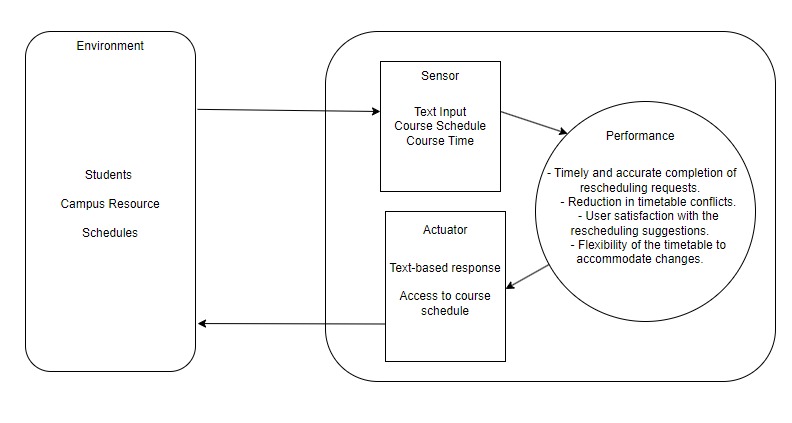 Environment
Students
Campus Resource
Schedules
Sensor
Text Input
Course Schedule
Course Time
Actuator
Text-based response
Access to course
schedule
Performance
- Timely and accurate completion of
rescheduling requests.
- Reduction in timetable conflicts.
- User satisfaction with the
rescheduling suggestions.
- Flexibility of the timetable to
accommodate changes.